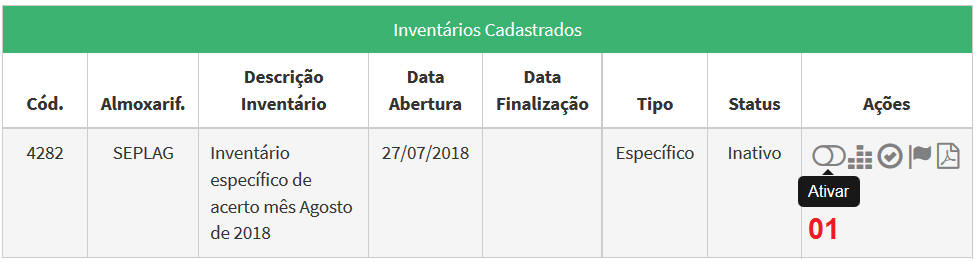 Inventários Cadastrados
Cód. Almoxarif. Descrição Inventário Data Abertura Data Finalização Tipo Status Ações
4282 SEPLAG Inventário específico de acerto mês Agosto de 2018 27/07/2018 Específico Inativo
Ativar
01